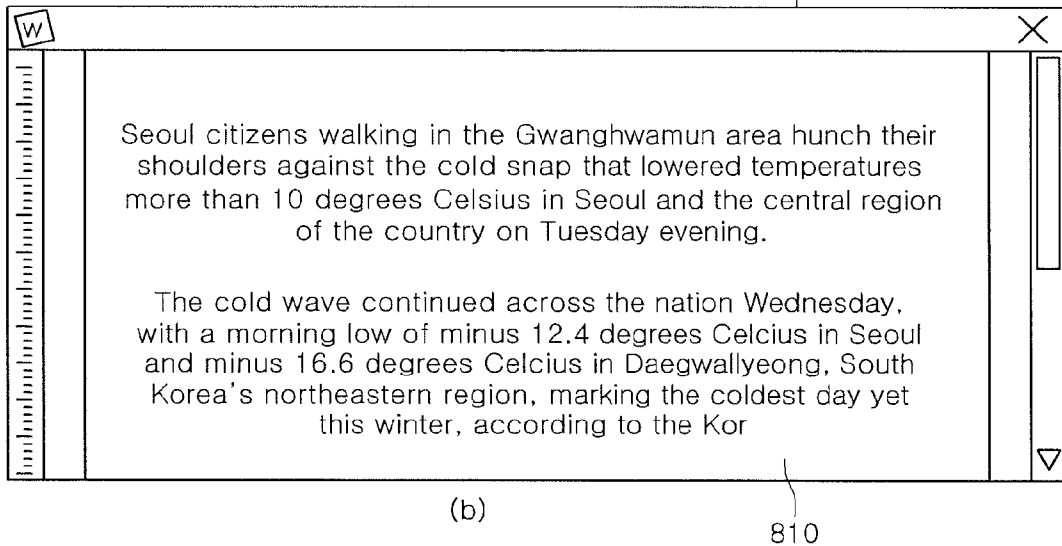 W
Seoul citizens walking in the Gwanghwamun area hunch their
shoulders against the cold snap that lowered temperatures
more than 10 degrees Celsius in Seoul and the central region
of the country on Tuesday evening.
The cold wave continued across the nation Wednesday,
with a morning low of minus 12.4 degrees Celcius in Seoul
and minus 16.6 degrees Celcius in Daegwallyeong, South
Korea's northeastern region, marking the coldest day yet
this winter, according to the Kor
(b)
810